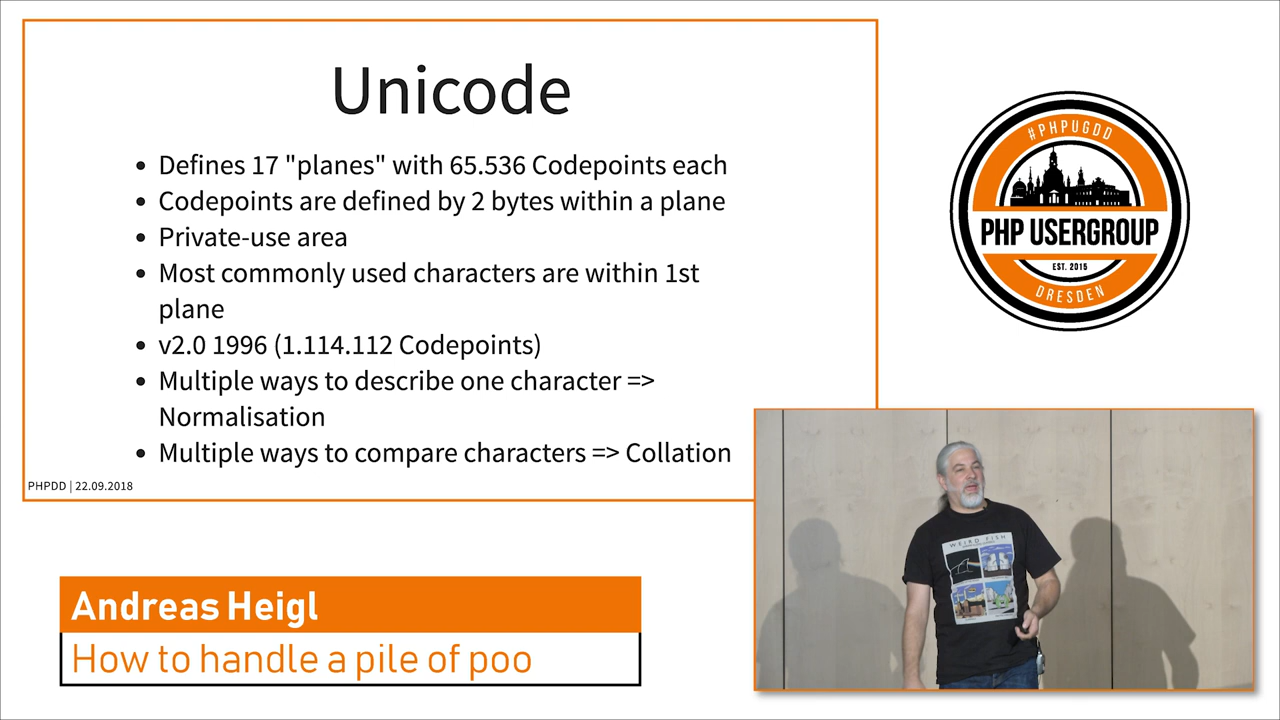 Unicode
• Defines 17 "planes" with 65.536 Codepoints each
• Codepoints are defined by 2 bytes within a plane
• Private-use area
• Most commonly used characters are within 1st
plane
• v2.0 1996 (1.114.112 Codepoints)
• Multiple ways to describe one character =>
Normalisation
• Multiple ways to compare characters => Collation
PHPDD | 22.09.2018
#PHPUGDD
PHP USERGROUP
EST. 2015
DRESDEN
WEIRD FISH
Andreas Heigl
How to handle a pile of poo